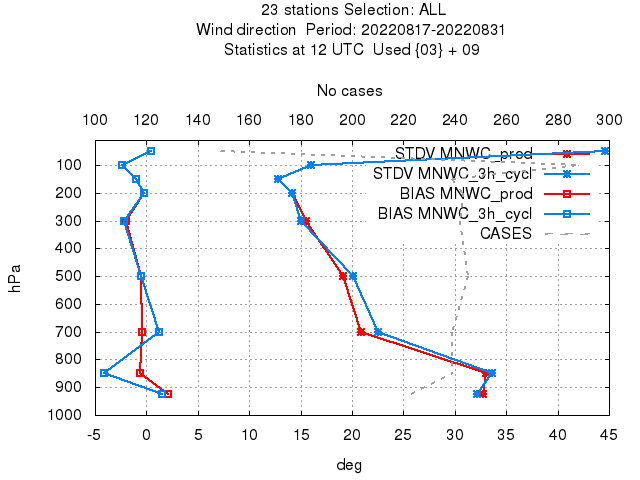 23 stations Selection: ALL
Wind direction  Period: 20220817-20220831
Statistics at 12 UTC  Used {03} + 09
No cases
100 120 140 160 180 200 220 240 260 280 300
STDV MNWC_prod
STDV MNWC_3h_cycl
BIAS MNWC_prod
BIAS MNWC_3h_cycl
CASES
hPa
100
200
300
400
500
600
700
800
900
1000
-5 0 5 10 15 20 25 30 35 40 45
deg